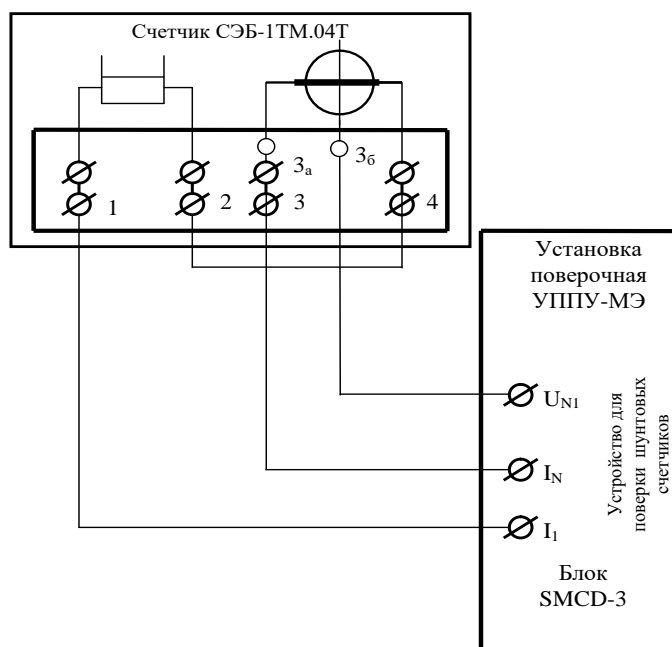 Счетчик СЭБ-1ТМ.04Т
3а
3б
1
2
3
4
Установка
поверочная
УППУ-МЭ
UN1
IN
I1
Устройство для
поверки шунтовых
счетчиков
Блок
SMCD-3